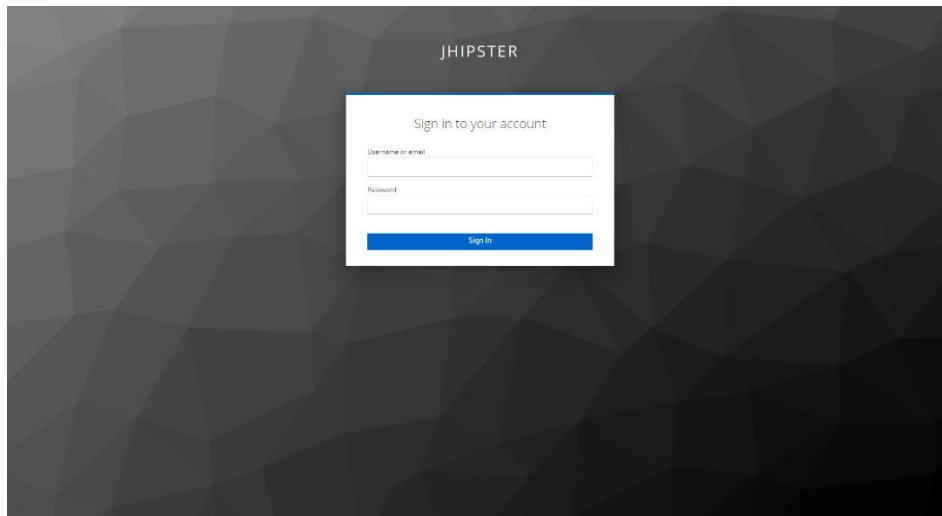 JHIPSTER
Sign in to your account
Username or email
Password
Sign In